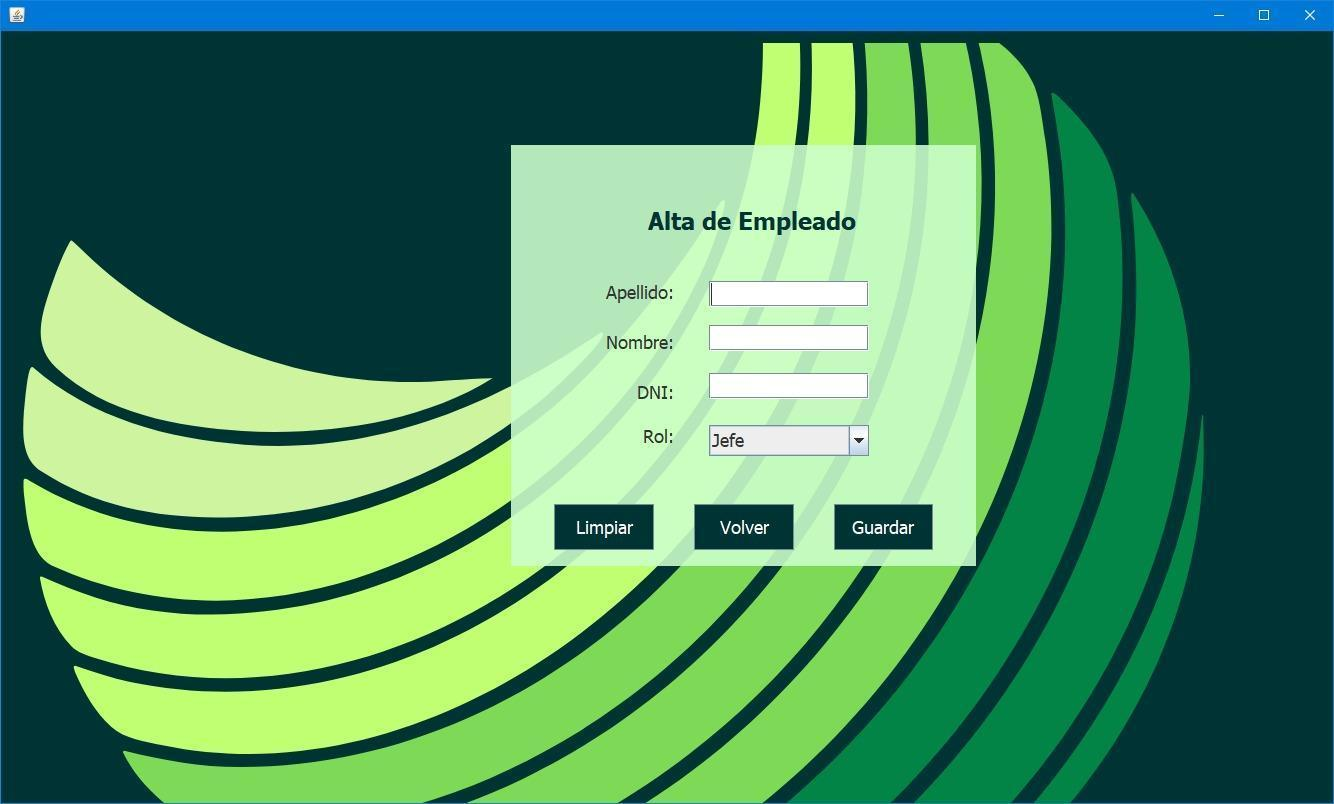 Alta de Empleado
Apellido:
Nombre:
DNI:
Rol: Jefe
Limpiar Volver Guardar